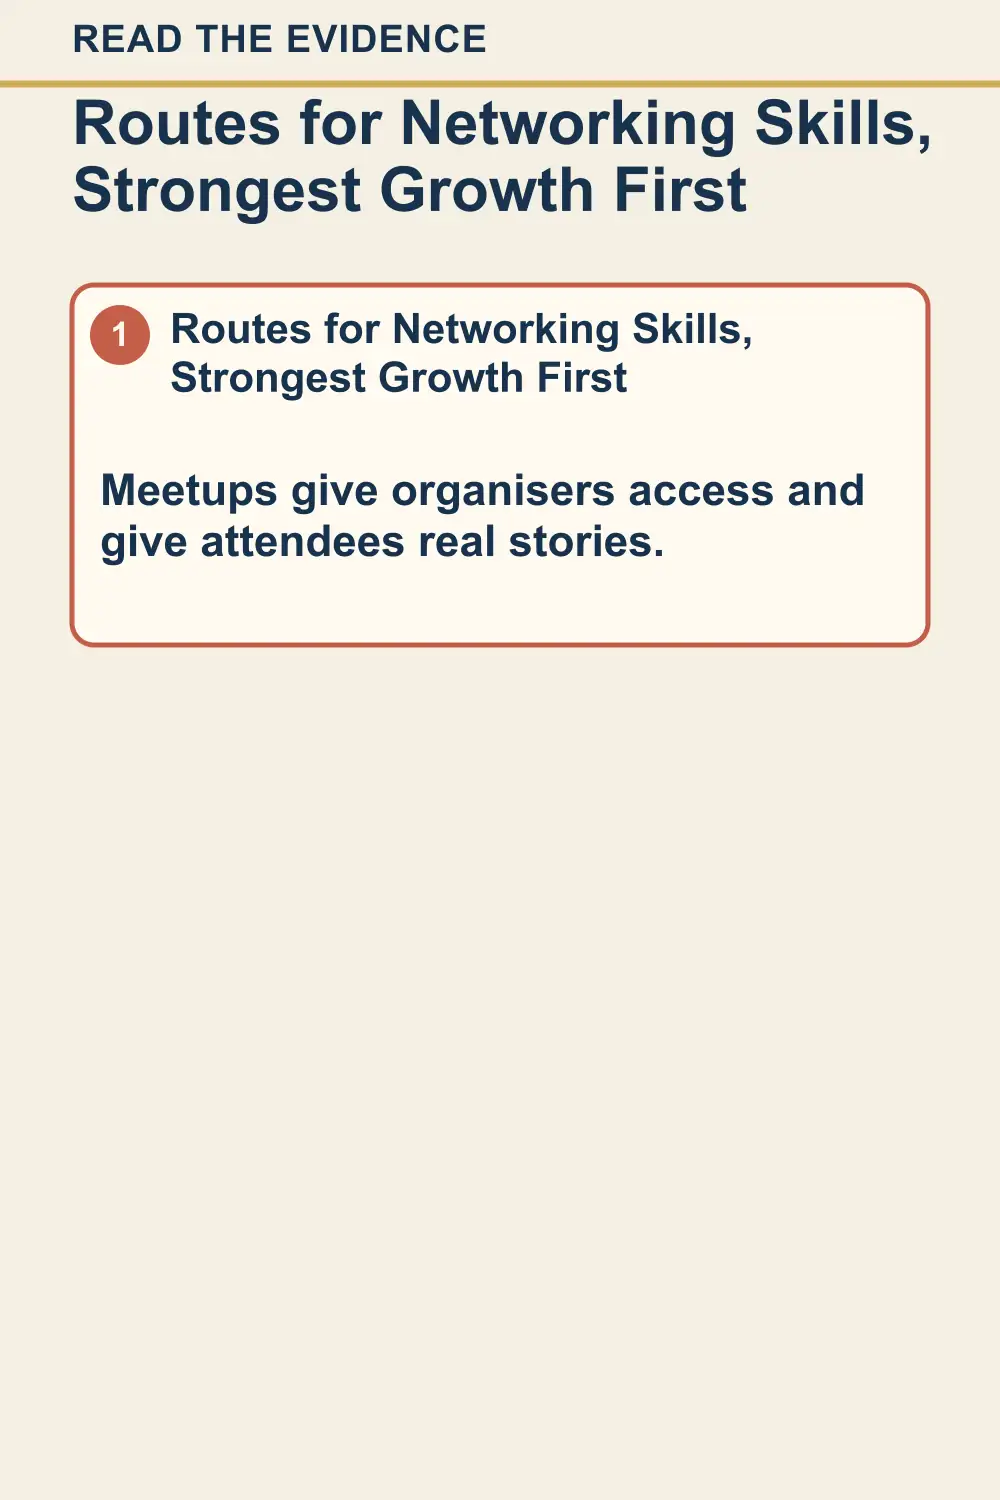 READ THE EVIDENCE
Routes for Networking Skills,
Strongest Growth First
1
Routes for Networking Skills,
Strongest Growth First
Meetups give organisers access and
give attendees real stories.